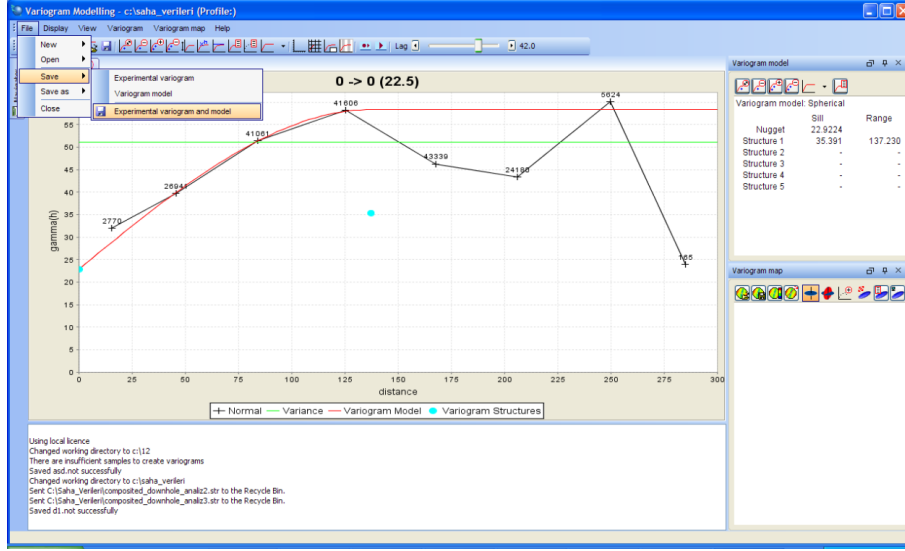 Variogram Modelling - c:\saha_verileri (Profile:)
File Display View Variogram Variogram map Help
New
Open
Save
Save as
Close
Experimental variogram
Variogram model
Experimental variogram and model
Lag 42.0
0 -> 0 (22.5)
gamma(h)
55
50
45
40
35
30
25
20
15
10
5
0
2770
26941
41061
41606
43339
24180
5624
165
0 25 50 75 100 125 150 175 200 225 250 275 300
distance
Normal Variance Variogram Model Variogram Structures
Variogram model
Variogram model: Spherical
Sill Range
Nugget 22.9224
Structure 1 35.391 137.230
Structure 2 - -
Structure 3 - -
Structure 4 - -
Structure 5 - -
Variogram map
Using local licence
Changed working directory to c:\12
There are insufficient samples to create variograms
Saved asd.not successfully
Changed working directory to c:\saha_verileri
Sent C:\Saha_Verileri\composited_downhole_analiz2.str to the Recycle Bin.
Sent C:\Saha_Verileri\composited_downhole_analiz3.str to the Recycle Bin.
Saved d1.not successfully